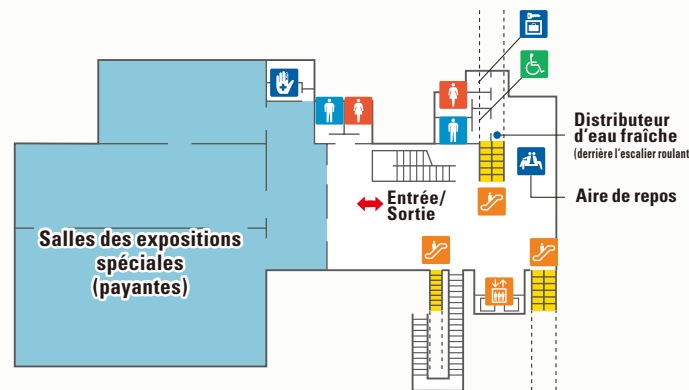 Distributeur
d'eau fraîche
(derrière l'escalier roulant
Aire de repos
Entrée/
Sortie
Salles des expositions
spéciales
(payantes)